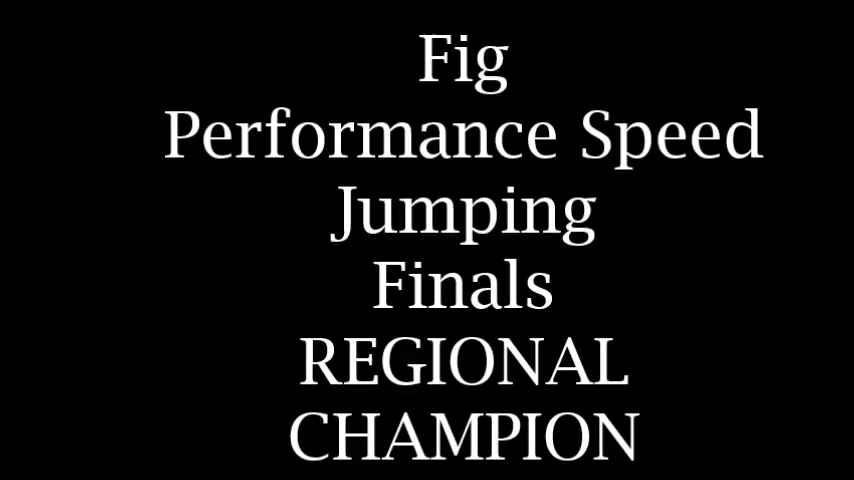 Fig
Performance Speed
Jumping
Finals
REGIONAL
CHAMPION